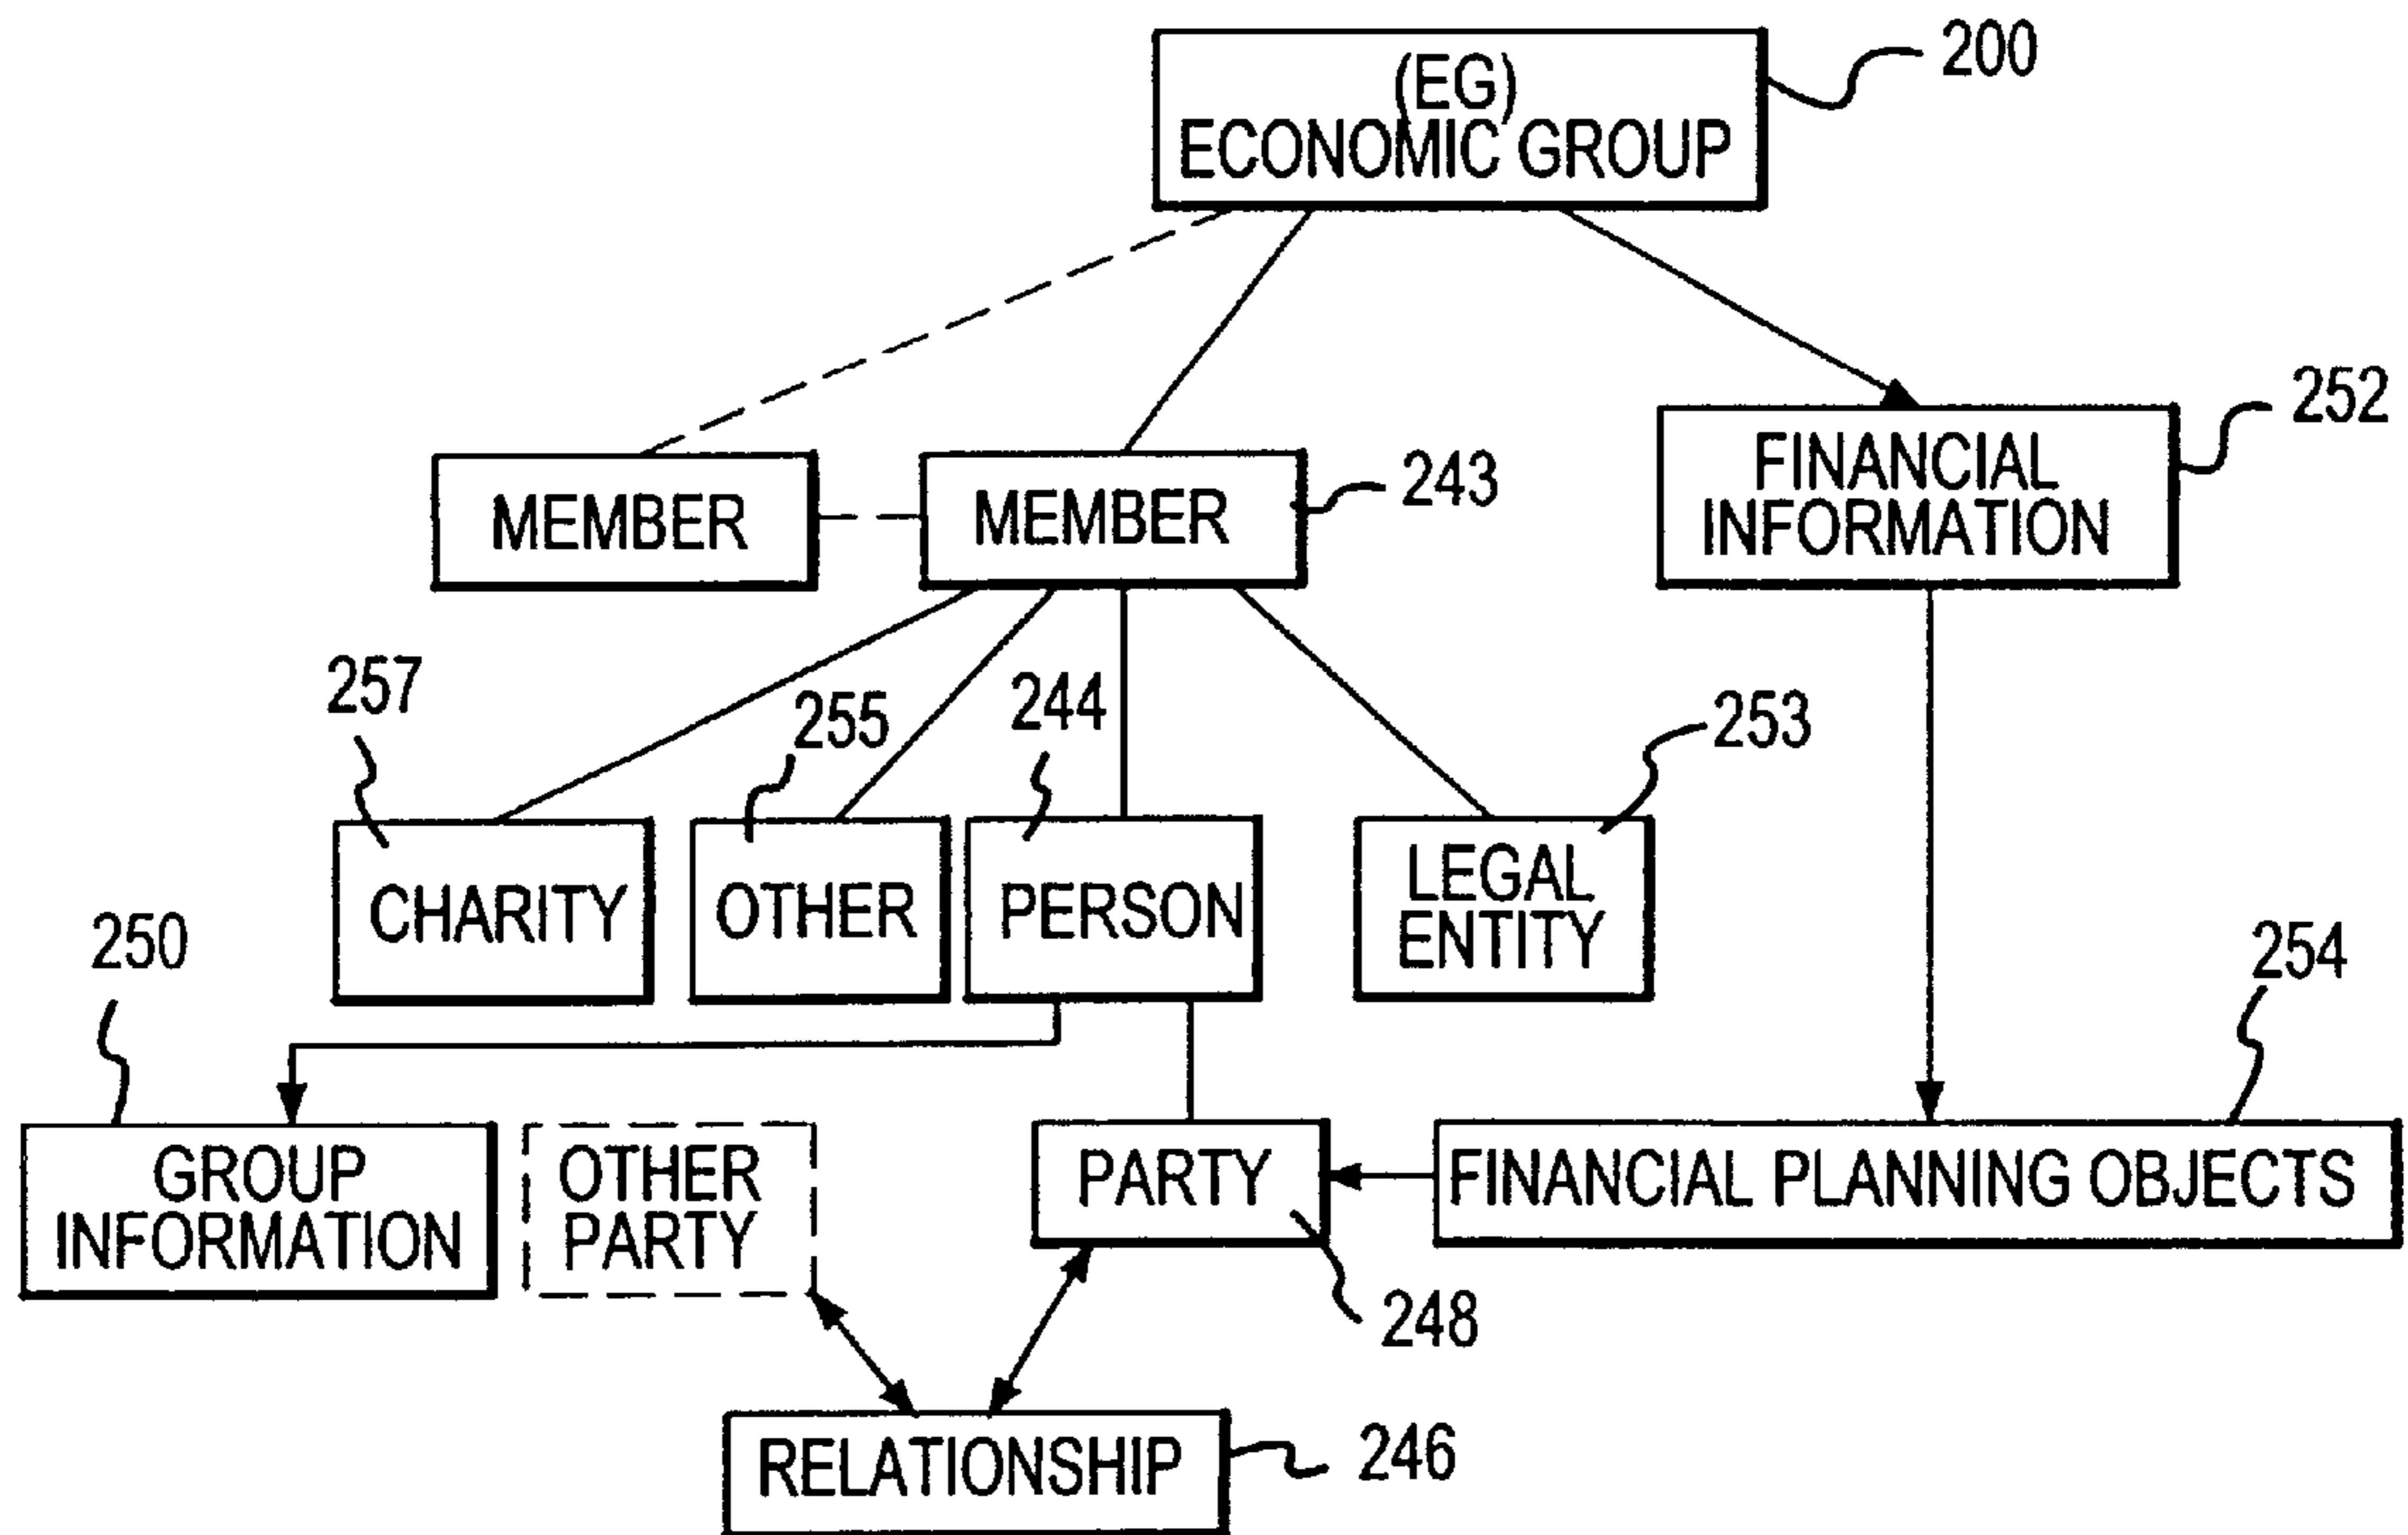 (EG)
ECONOMIC GROUP
200
MEMBER
MEMBER
243
FINANCIAL
INFORMATION
252
257
255
244
253
CHARITY
OTHER
PERSON
LEGAL
ENTITY
250
254
GROUP
INFORMATION
OTHER
PARTY
PARTY
FINANCIAL PLANNING OBJECTS
248
RELATIONSHIP
246